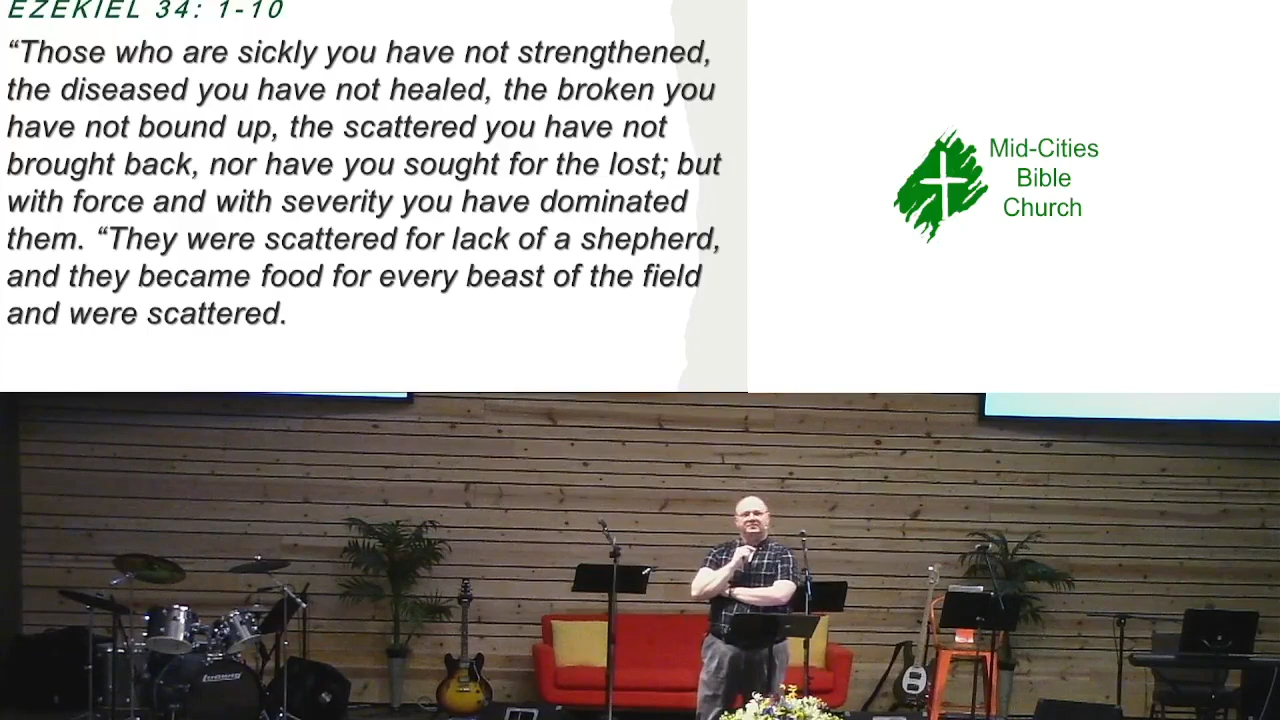 EZEKIEL 34: 1-10
“Those who are sickly you have not strengthened,
the diseased you have not healed, the broken you
have not bound up, the scattered you have not
brought back, nor have you sought for the lost; but
with force and with severity you have dominated
them. “They were scattered for lack of a shepherd,
and they became food for every beast of the field
and were scattered.
Mid-Cities
Bible
Church
Ludwig